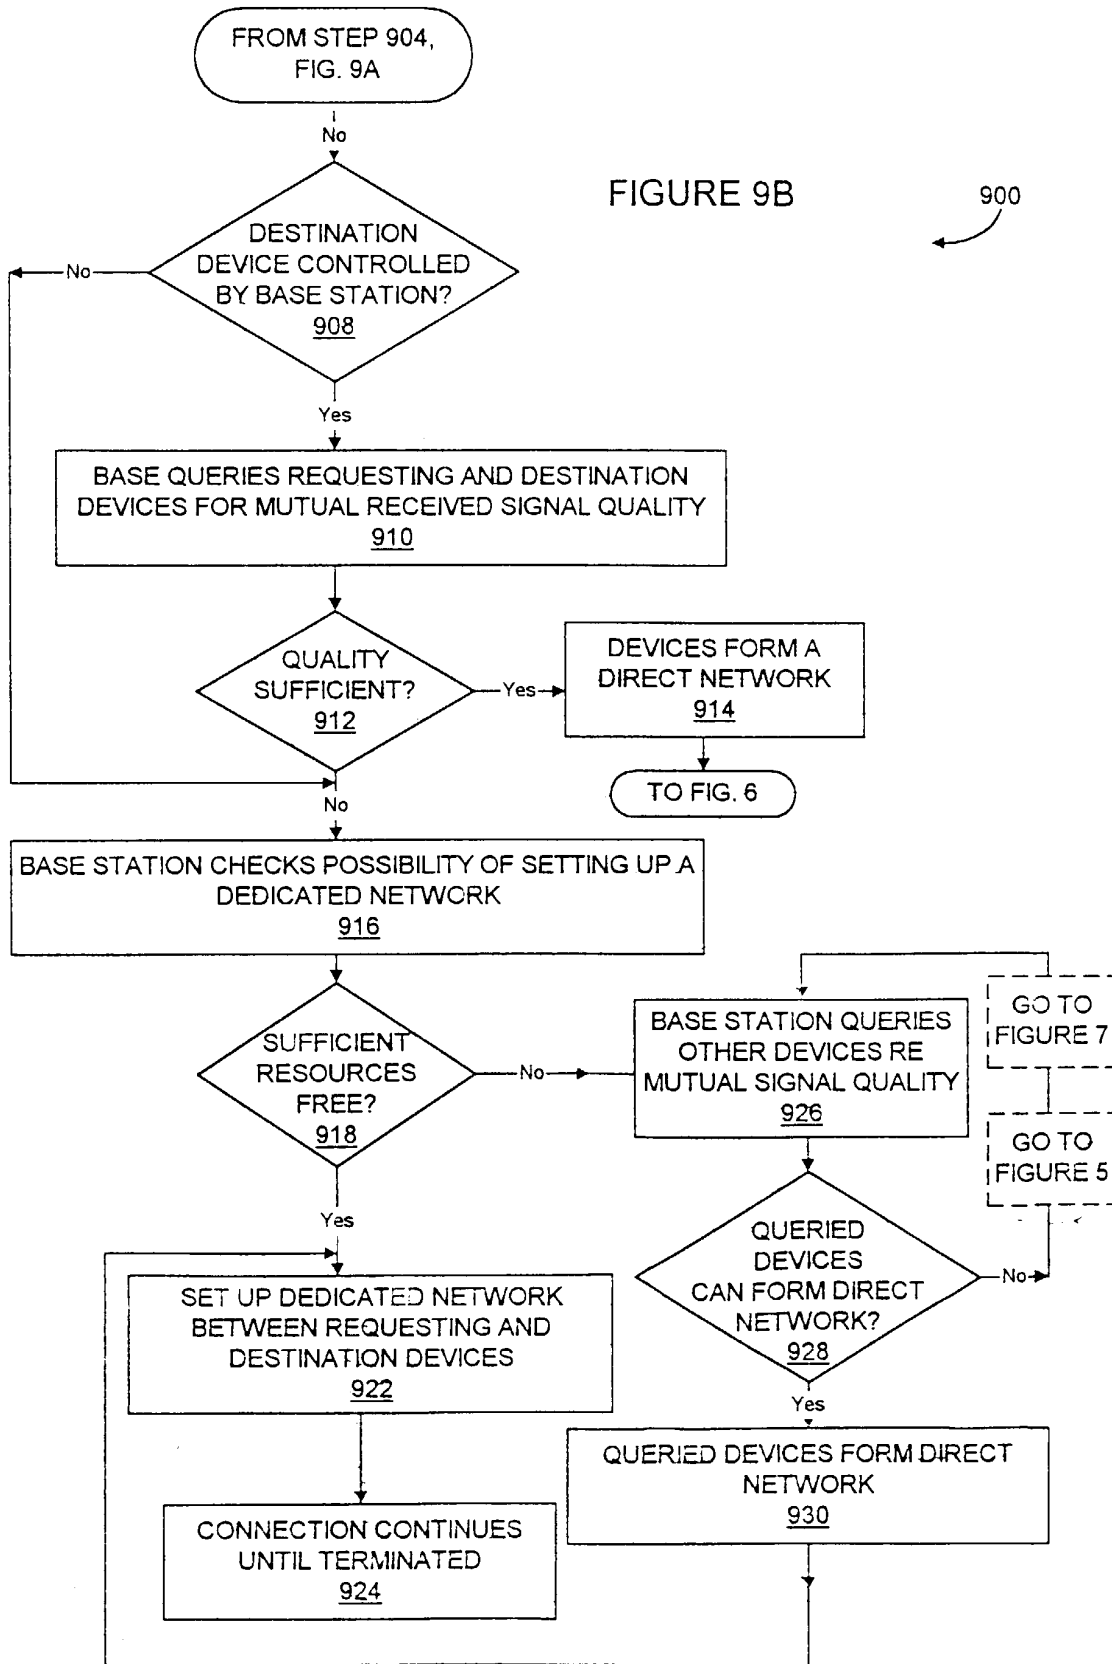 FROM STEP 904,
FIG. 9A
No
FIGURE 9B
900
DESTINATION
DEVICE CONTROLLED
BY BASE STATION?
908
No
Yes
BASE QUERIES REQUESTING AND DESTINATION
DEVICES FOR MUTUAL RECEIVED SIGNAL QUALITY
910
QUALITY
SUFFICIENT?
912
Yes
DEVICES FORM A
DIRECT NETWORK
914
TO FIG. 6
No
BASE STATION CHECKS POSSIBILITY OF SETTING UP A
DEDICATED NETWORK
916
SUFFICIENT
RESOURCES
FREE?
918
No
BASE STATION QUERIES
OTHER DEVICES RE
MUTUAL SIGNAL QUALITY
926
GO TO
FIGURE 7
GO TO
FIGURE 5
Yes
QUERIED
DEVICES
CAN FORM DIRECT
NETWORK?
928
No
SET UP DEDICATED NETWORK
BETWEEN REQUESTING AND
DESTINATION DEVICES
922
Yes
QUERIED DEVICES FORM DIRECT
NETWORK
930
CONNECTION CONTINUES
UNTIL TERMINATED
924